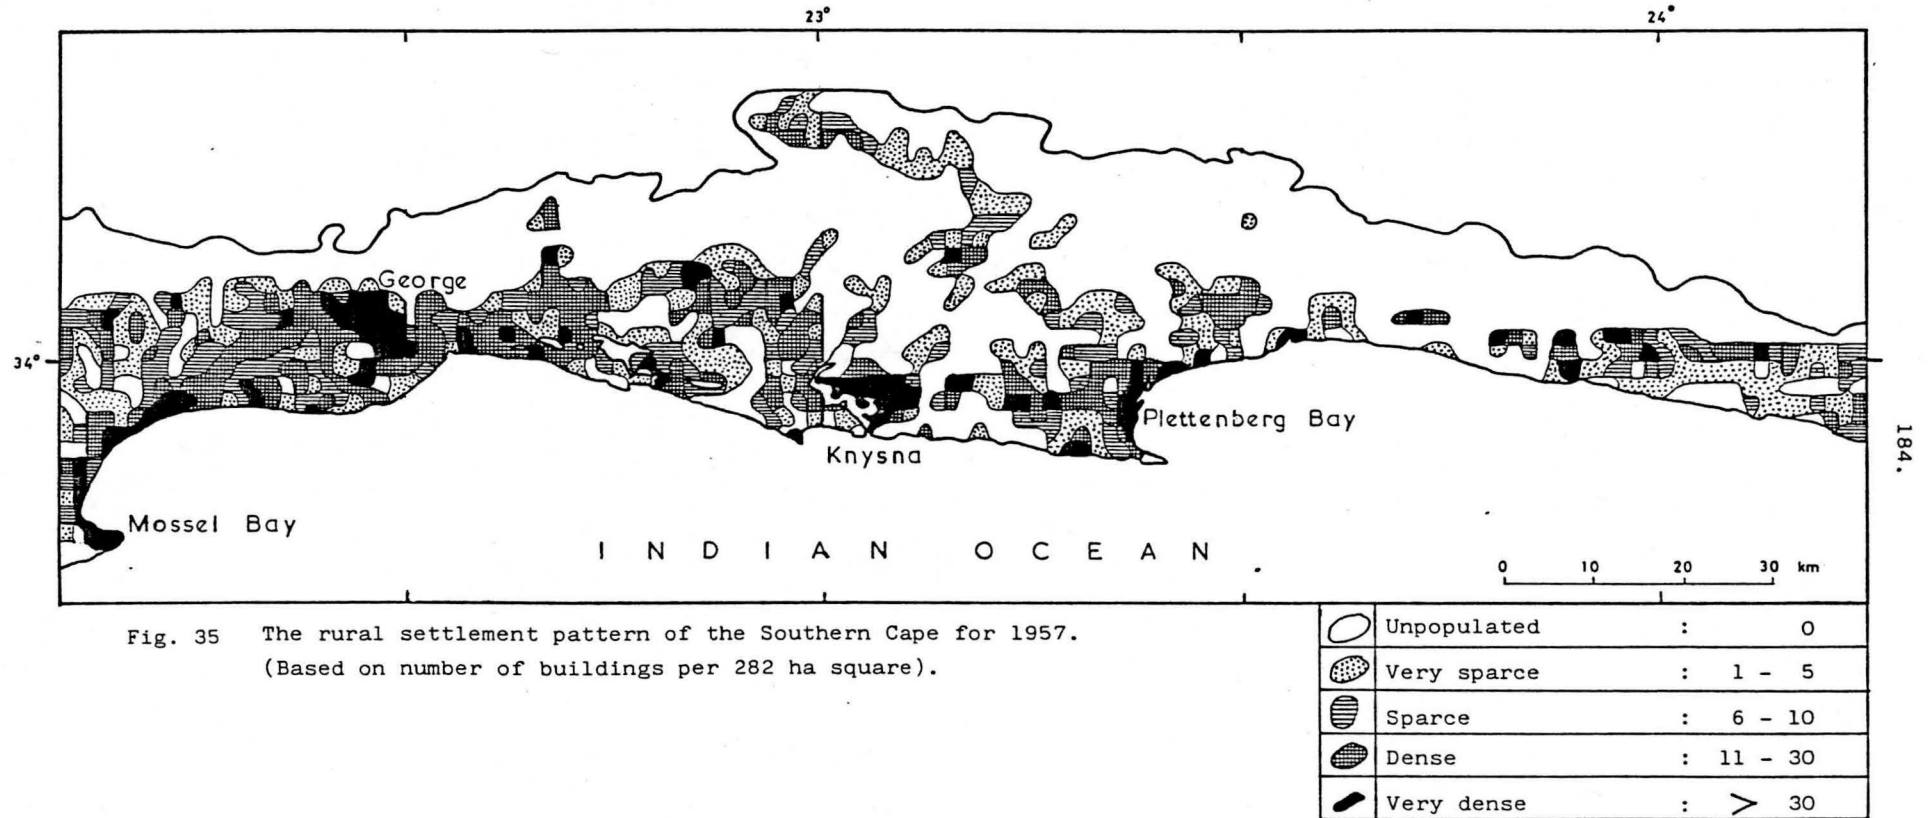 23° 24°
George
34°
Plettenberg Bay
Knysna
184.
Mossel Bay
INDIAN OCEAN
0 10 20 30 km
Fig. 35 The rural settlement pattern of the Southern Cape for 1957.
(Based on number of buildings per 282 ha square).
Unpopulated : 0
Very sparce : 1 - 5
Sparce : 6 - 10
Dense : 11 - 30
Very dense : > 30